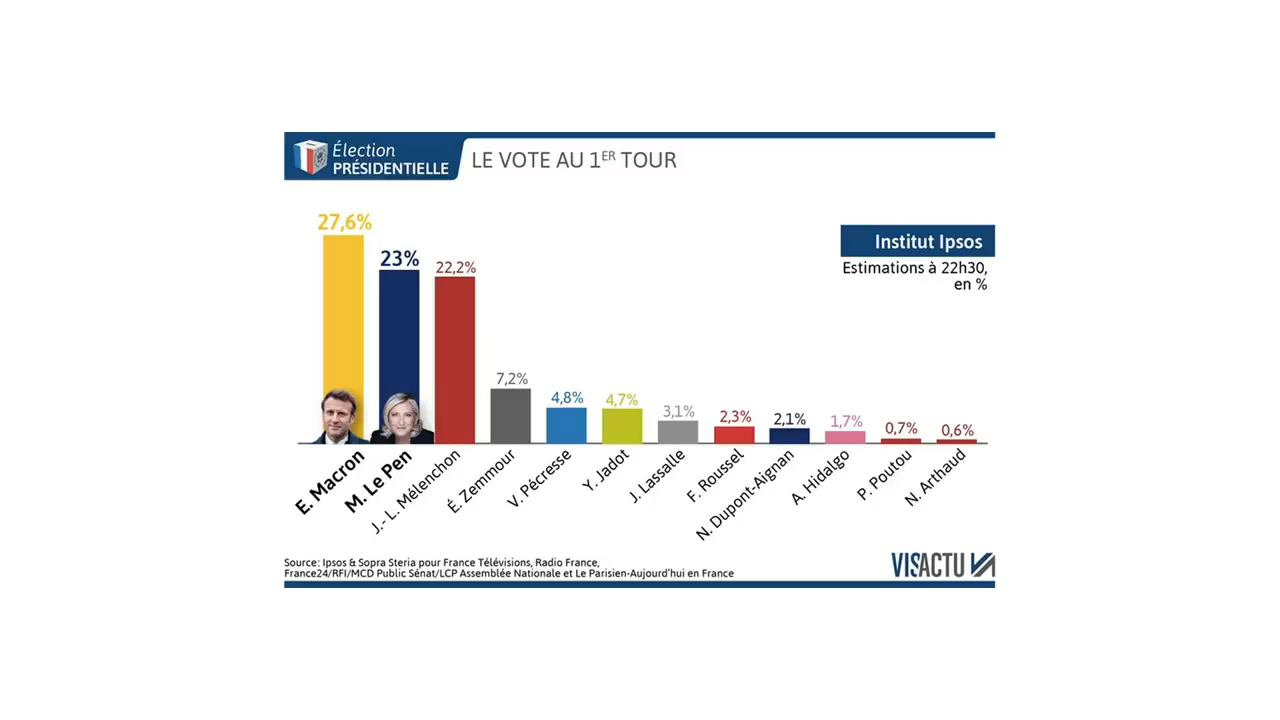 Élection
PRÉSIDENTIELLE
LE VOTE AU 1ER TOUR
27,6%
23%
22,2%
7,2%
4,8%
4,7%
3,1%
2,3%
2,1%
1,7%
0,7%
0,6%
Institut Ipsos
Estimations à 22h30,
en %
E. Macron
M. Le Pen
J.- L. Mélenchon
É. Zemmour
V. Pécresse
Y. Jadot
J. Lassalle
F. Roussel
N. Dupont-Aignan
A. Hidalgo
P. Poutou
N. Arthaud
Source : Ipsos & Sopra Steria pour France Télévisions, Radio France,
France24/RFI/MCD Public Sénat/LCP Assemblée Nationale et Le Parisien-Aujourd'hui en France
VISACTU